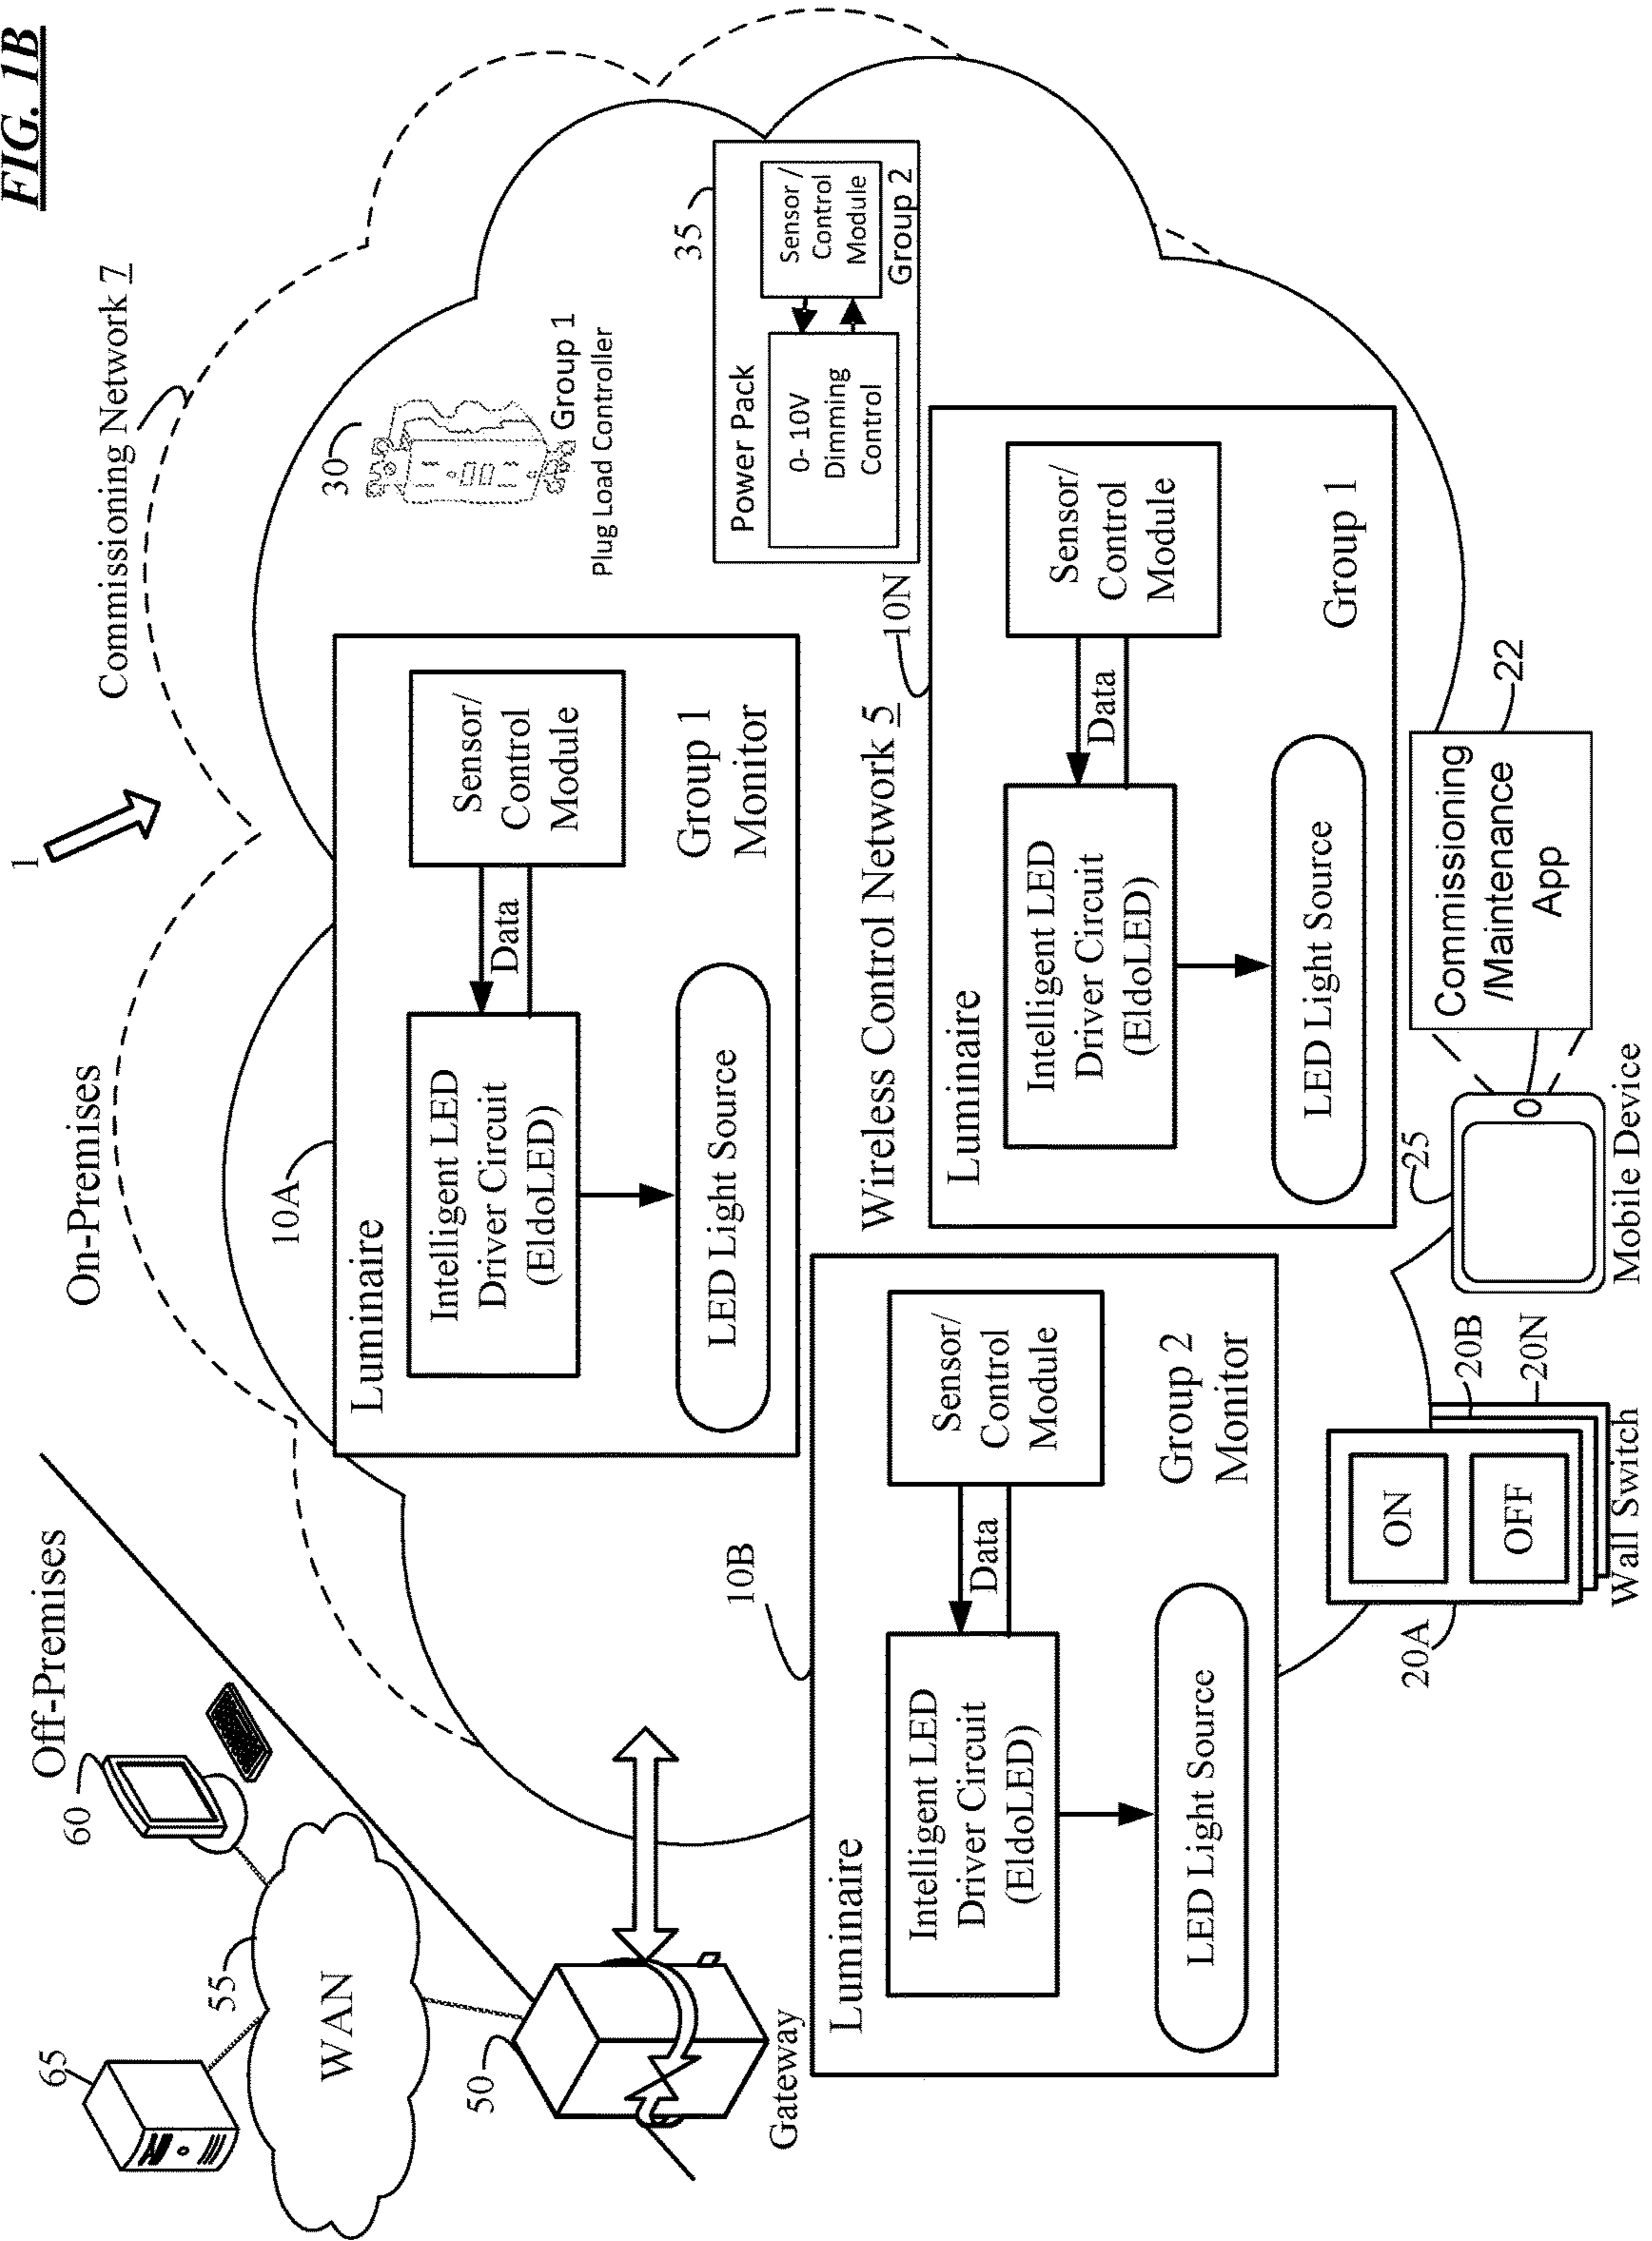 FIG. 1B
1
Commissioning Network 7
On-Premises
Off-Premises
60
65
55
WAN
50
Gateway
10A
Luminaire
Intelligent LED
Driver Circuit
(EldoLED)
Data
Sensor/
Control
Module
LED Light Source
Group 1
Monitor
30
Group 1
Plug Load Controller
35
Power Pack
0- 10V
Dimming
Control
Sensor /
Control
Module
Group 2
Wireless Control Network 5
10B
Luminaire
Intelligent LED
Driver Circuit
(EldoLED)
Data
Sensor/
Control
Module
LED Light Source
Group 2
Monitor
10N
Luminaire
Intelligent LED
Driver Circuit
(EldoLED)
Data
Sensor/
Control
Module
LED Light Source
Group 1
20A
ON
OFF
20B
20N
Wall Switch
25
Mobile Device
Commissioning
/Maintenance
App
22